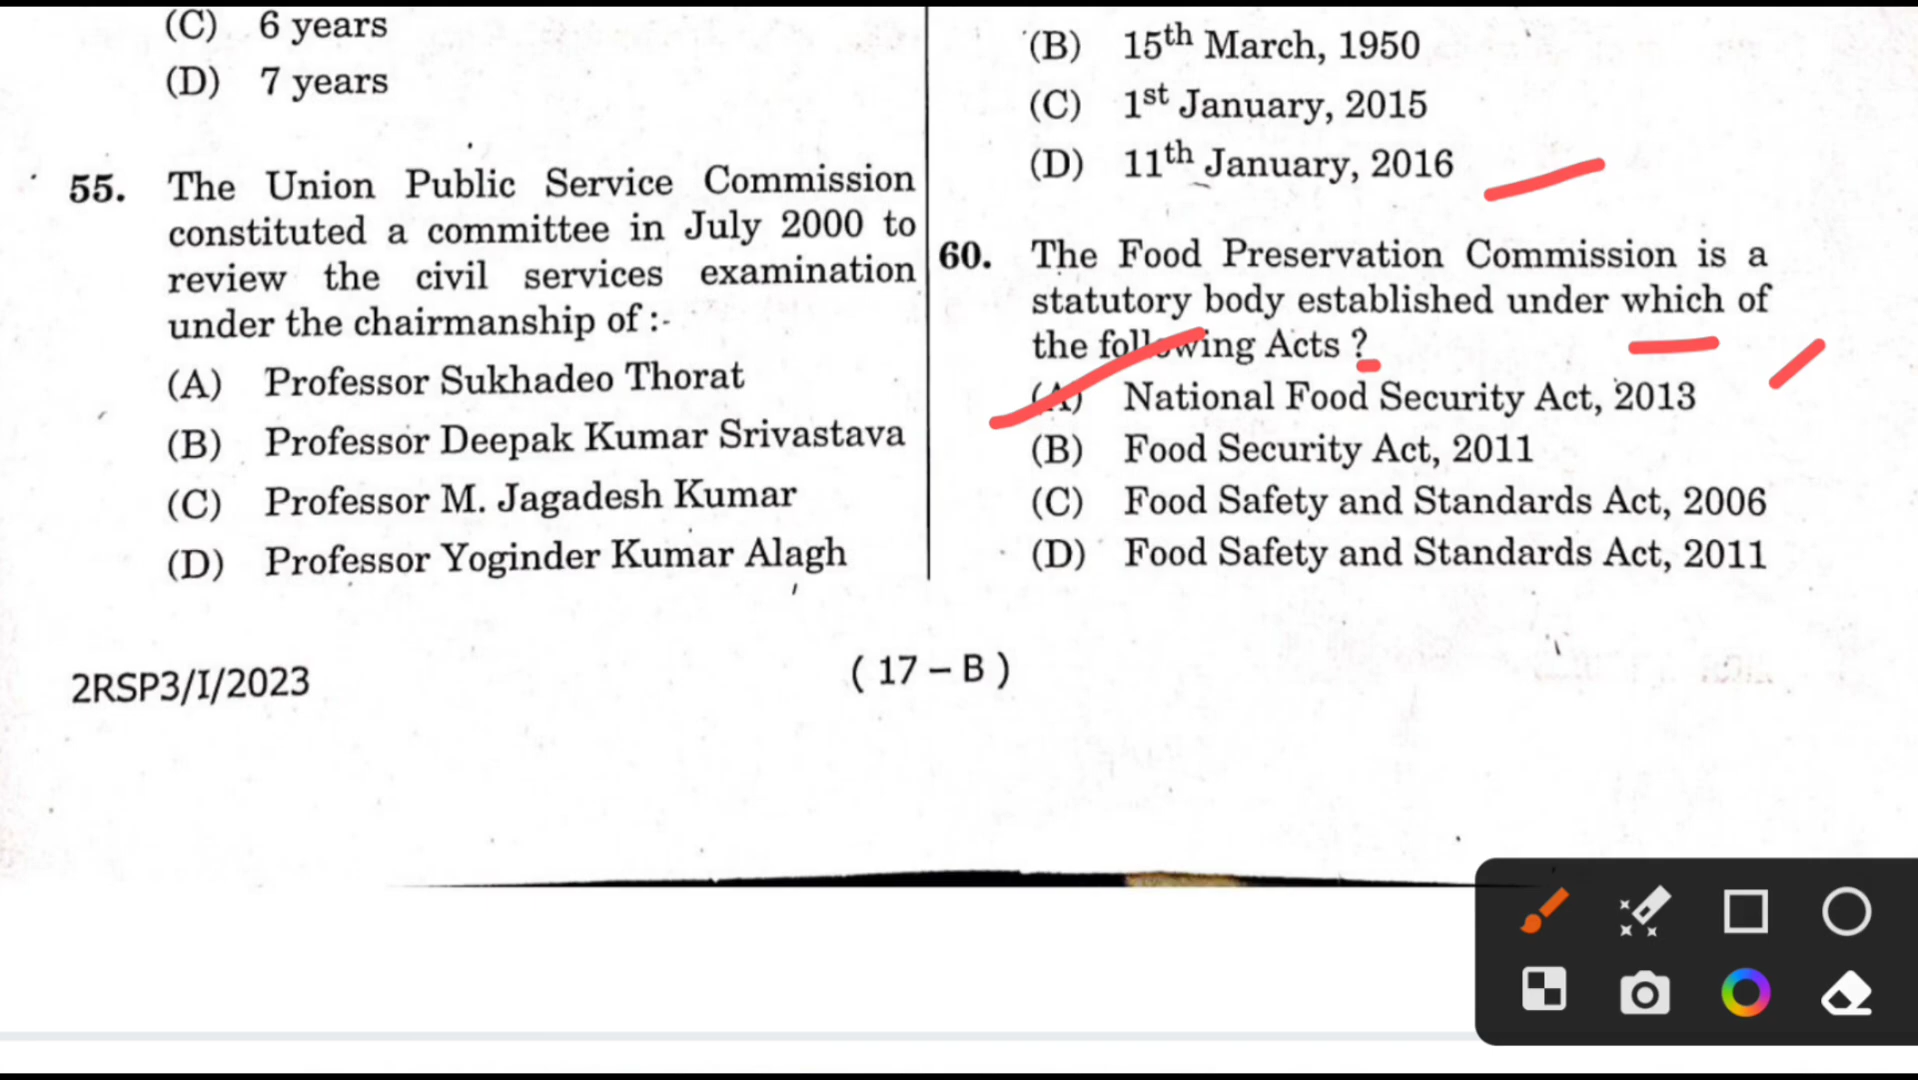 (C) 6 years
(D) 7 years
55. The Union Public Service Commission
constituted a committee in July 2000 to
review the civil services examination
under the chairmanship of :-
(A) Professor Sukhadeo Thorat
(B) Professor Deepak Kumar Srivastava
(C) Professor M. Jagadesh Kumar
(D) Professor Yoginder Kumar Alagh
(B) 15th March, 1950
(C) 1st January, 2015
(D) 11th January, 2016
60. The Food Preservation Commission is a
statutory body established under which of
the following Acts ?
(A) National Food Security Act, 2013
(B) Food Security Act, 2011
(C) Food Safety and Standards Act, 2006
(D) Food Safety and Standards Act, 2011
2RSP3/I/2023
( 17 – B )